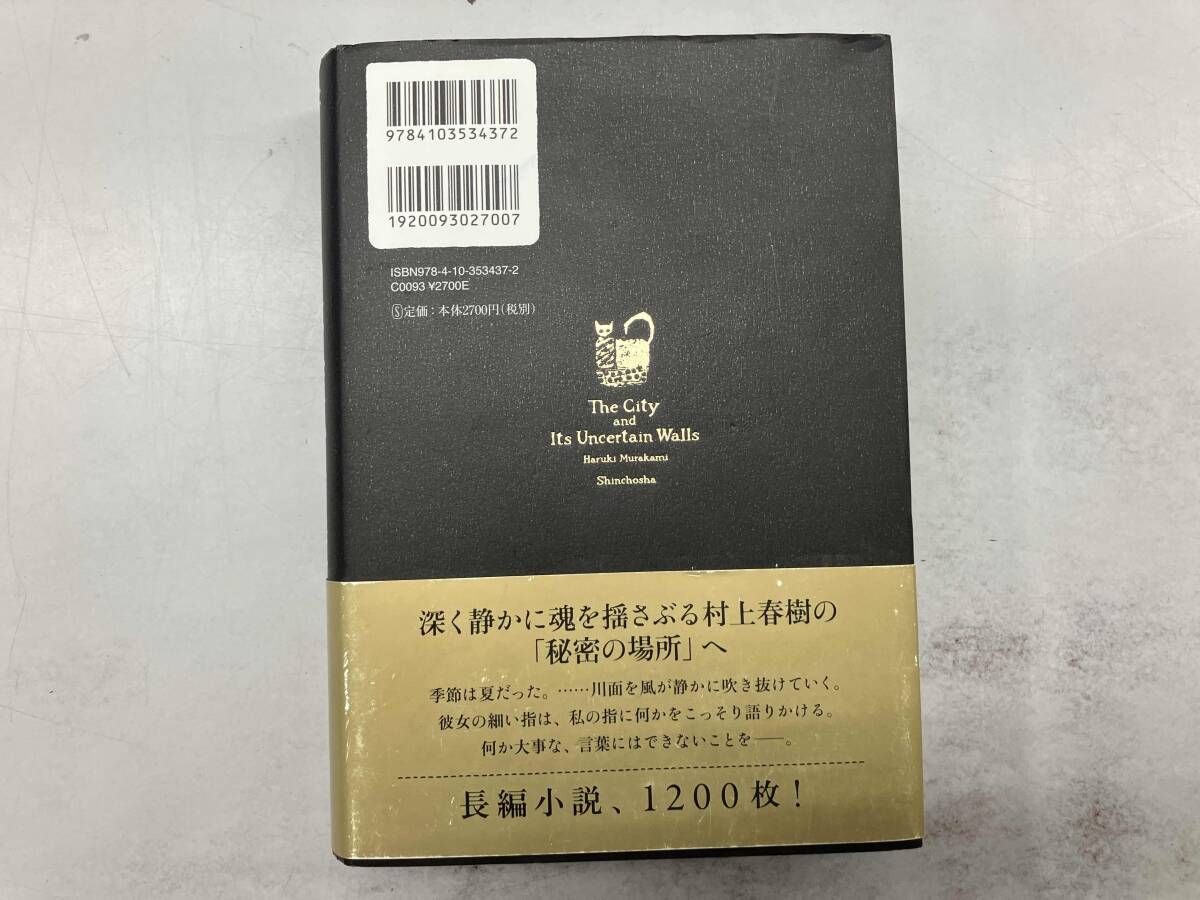 9784103534372
1920093027007
ISBN978-4-10-353437-2
C0093 ¥2700E
Ⓢ定価：本体2700円（税別）
The City
and
Its Uncertain Walls
Haruki Murakami
Shinchosha
深く静かに魂を揺さぶる村上春樹の
「秘密の場所」へ
季節は夏だった。……川面を風が静かに吹き抜けていく。
彼女の細い指は、私の指に何かをこっそり語りかける。
何か大事な、言葉にはできないことを——。
長編小説、1200枚！